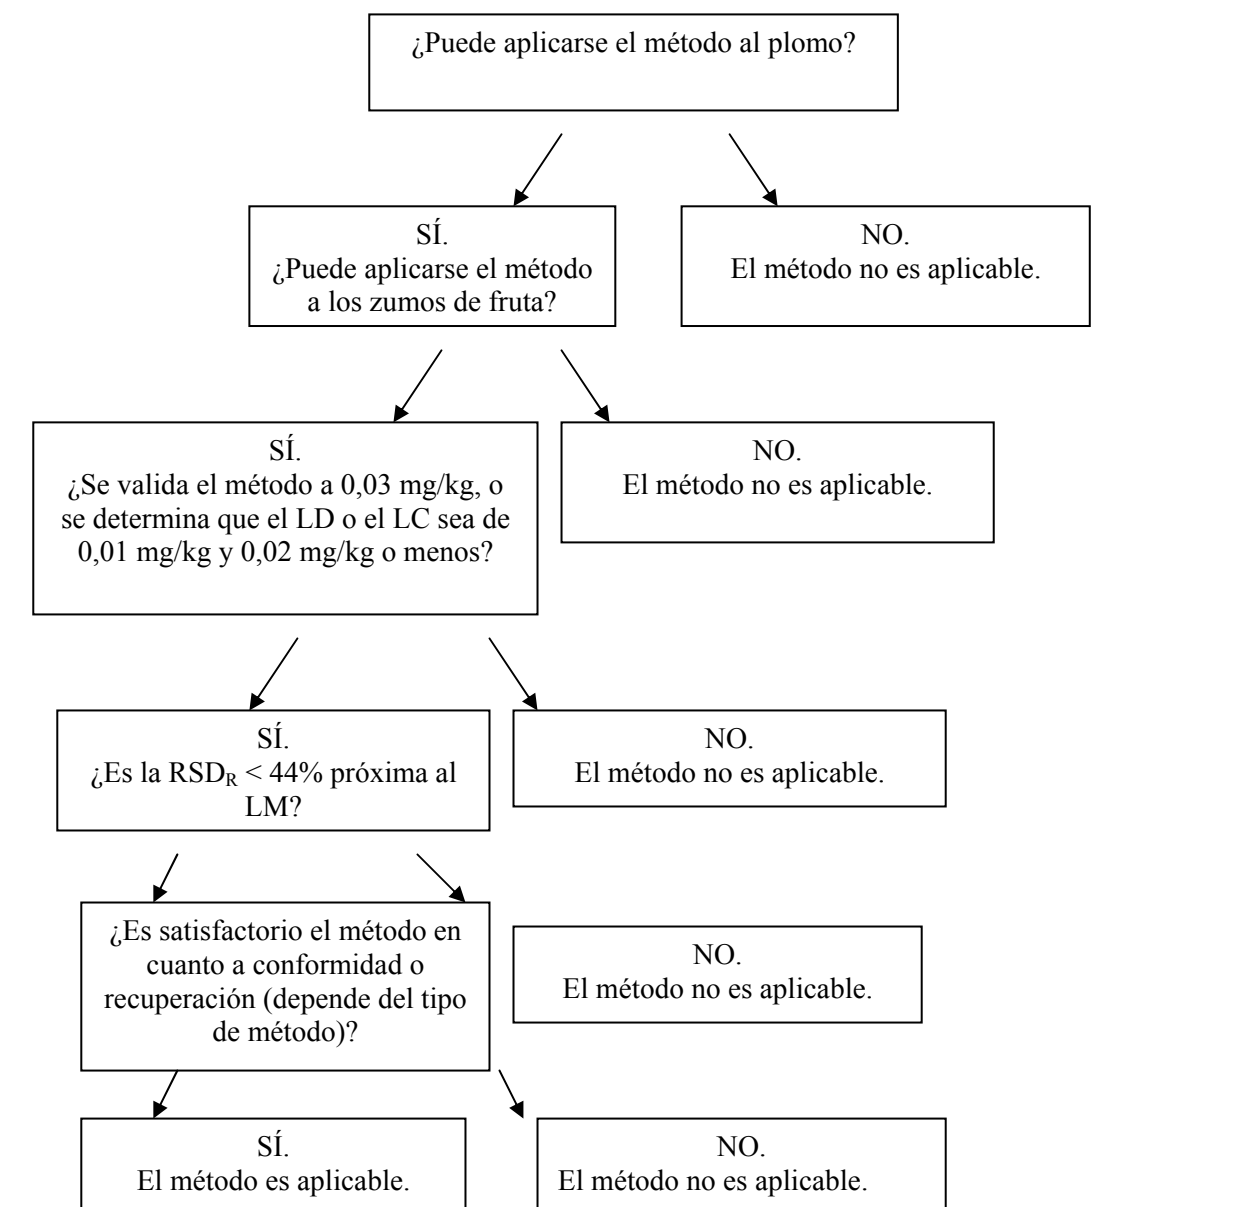 ¿Puede aplicarse el método al plomo?
SÍ.
¿Puede aplicarse el método
a los zumos de fruta?
NO.
El método no es aplicable.
SÍ.
¿Se valida el método a 0,03 mg/kg, o
se determina que el LD o el LC sea de
0,01 mg/kg y 0,02 mg/kg o menos?
NO.
El método no es aplicable.
SÍ.
¿Es la RSDR < 44% próxima al
LM?
NO.
El método no es aplicable.
¿Es satisfactorio el método en
cuanto a conformidad o
recuperación (depende del tipo
de método)?
NO.
El método no es aplicable.
SÍ.
El método es aplicable.
NO.
El método no es aplicable.